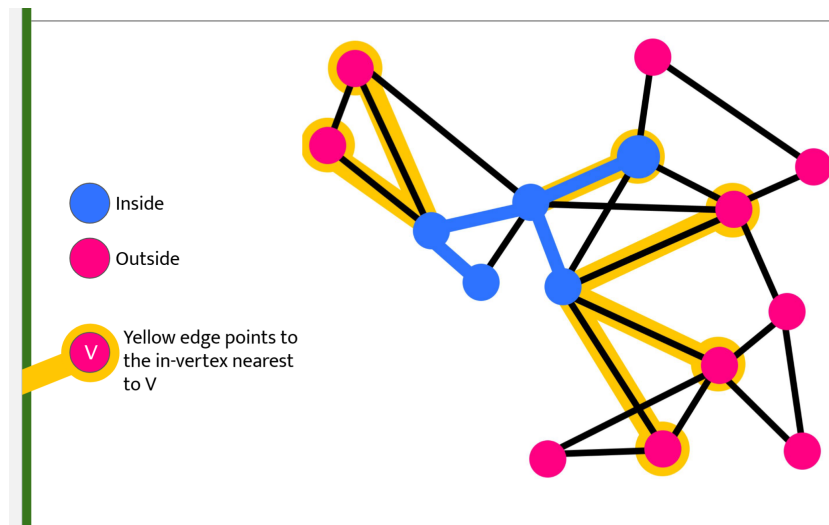 Inside
Outside
V
Yellow edge points to
the in-vertex nearest
to V